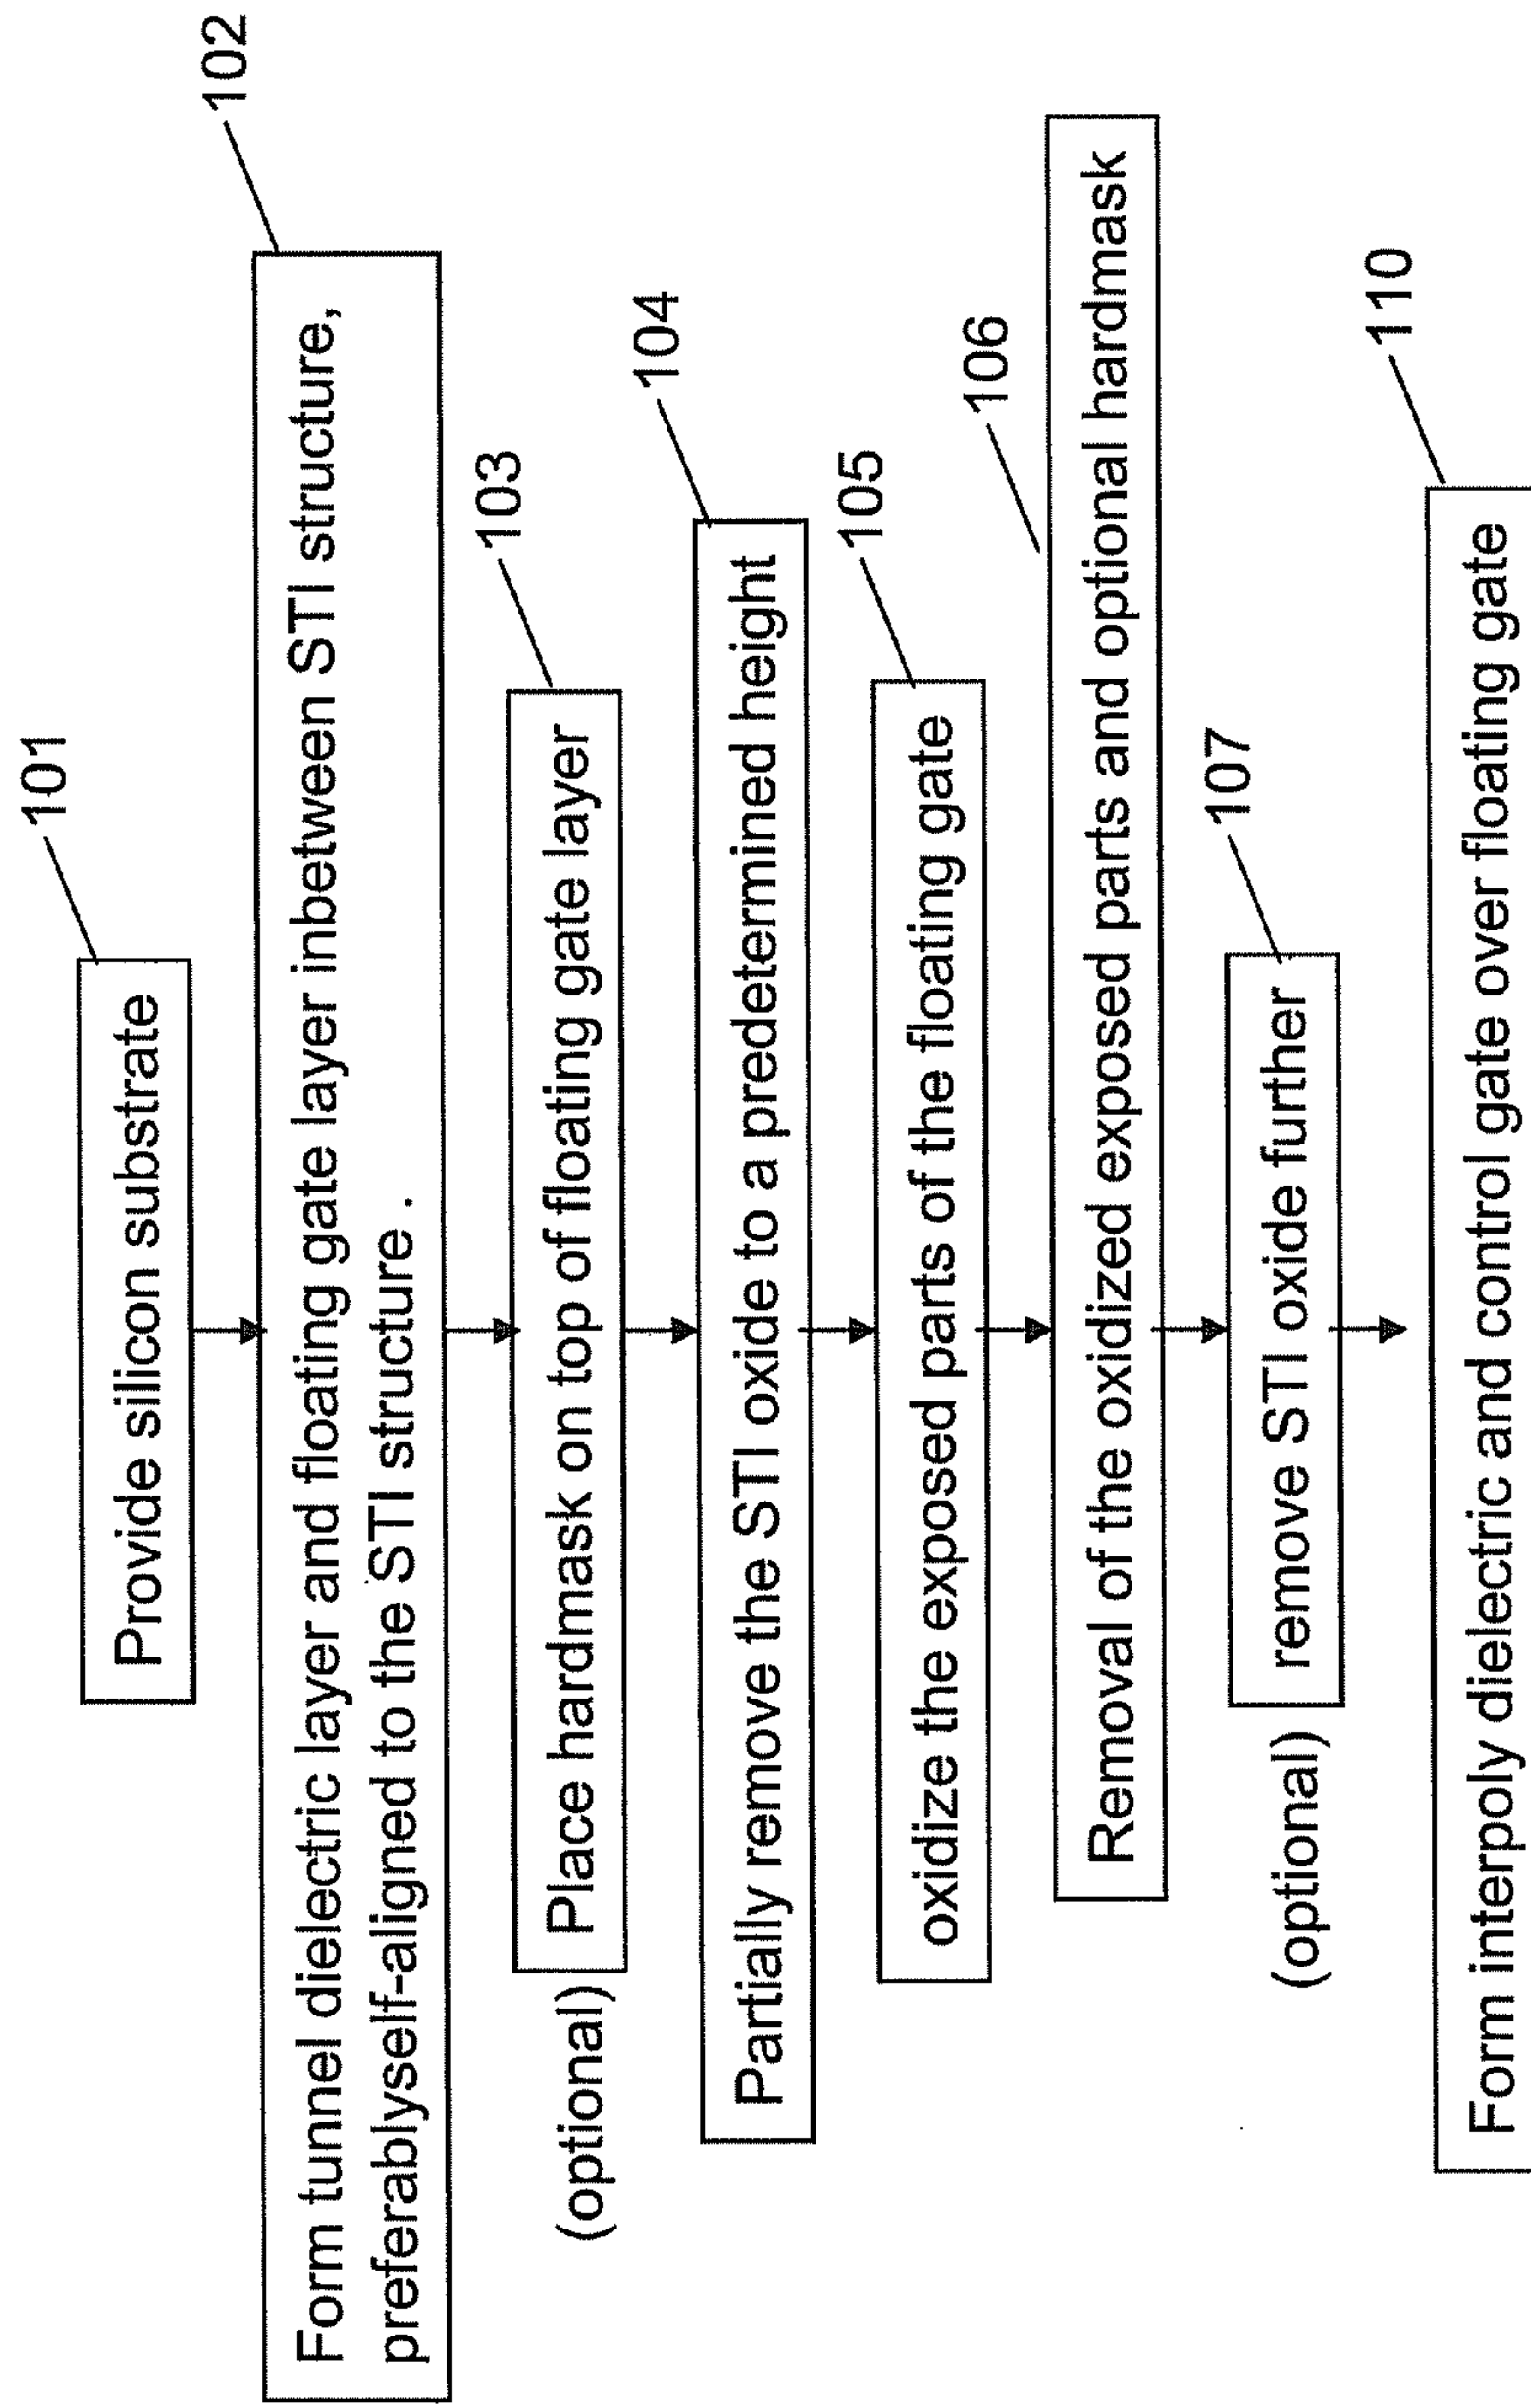 101
Provide silicon substrate
102
Form tunnel dielectric layer and floating gate layer inbetween STI structure,
preferablyself-aligned to the STI structure .
103
(optional) Place hardmask on top of floating gate layer
104
Partially remove the STI oxide to a predetermined height
105
oxidize the exposed parts of the floating gate
106
Removal of the oxidized exposed parts and optional hardmask
107
(optional) remove STI oxide further
110
Form interpoly dielectric and control gate over floating gate